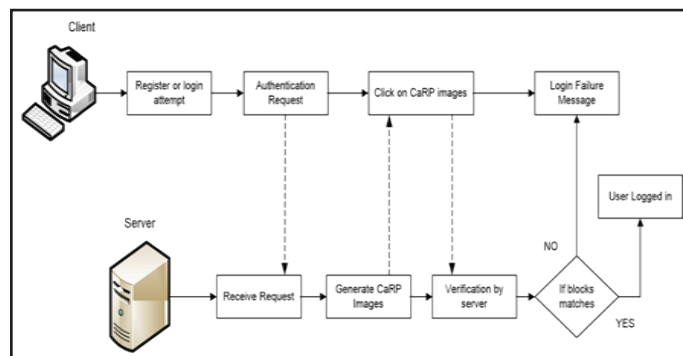 Client
Register or login
attempt
Authentication
Request
Click on CaRP images
Login Failure
Message
User Logged in
Server
NO
Receive Request
Generate CaRP
Images
Verification by
server
If blocks
matches
YES